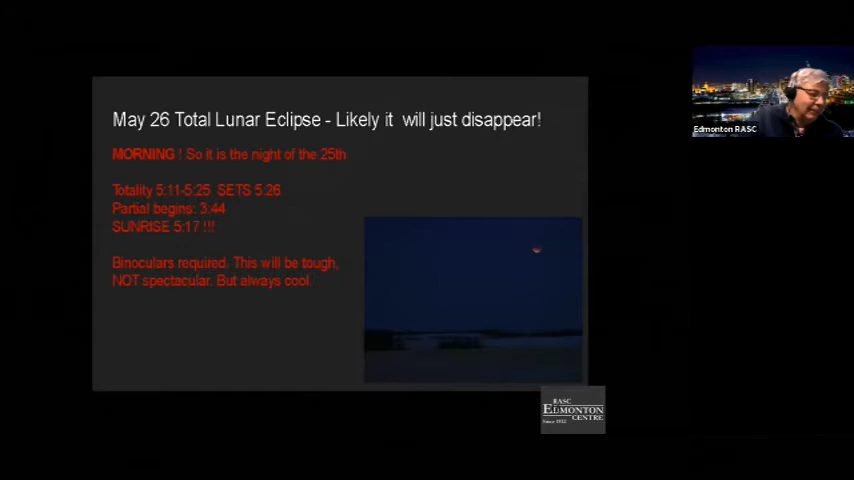 May 26 Total Lunar Eclipse - Likely it will just disappear!
MORNING ! So it is the night of the 25th
Totality 5:11-5:25 SETS 5:26
Partial begins: 3:44
SUNRISE 5:17 !!!
Binoculars required. This will be tough,
NOT spectacular. But always cool.
Edmonton RASC
RASC
EDMONTON
CENTRE
Since 1932